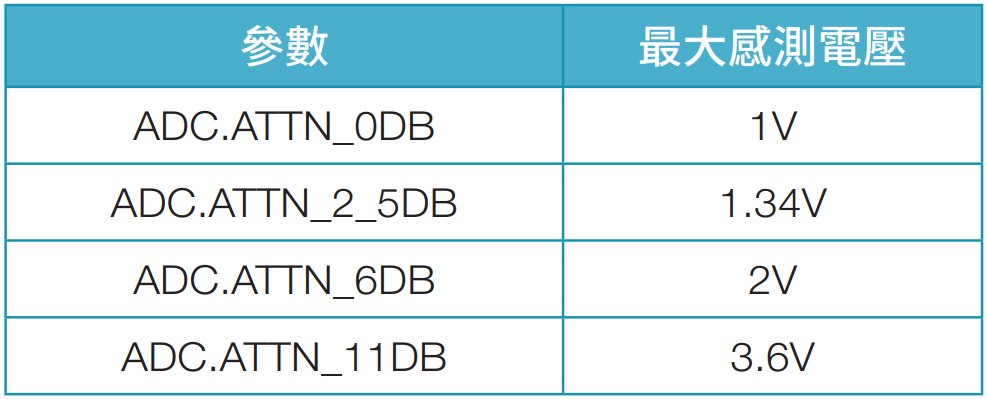 參數 最大感測電壓
ADC.ATTN_0DB 1V
ADC.ATTN_2_5DB 1.34V
ADC.ATTN_6DB 2V
ADC.ATTN_11DB 3.6V